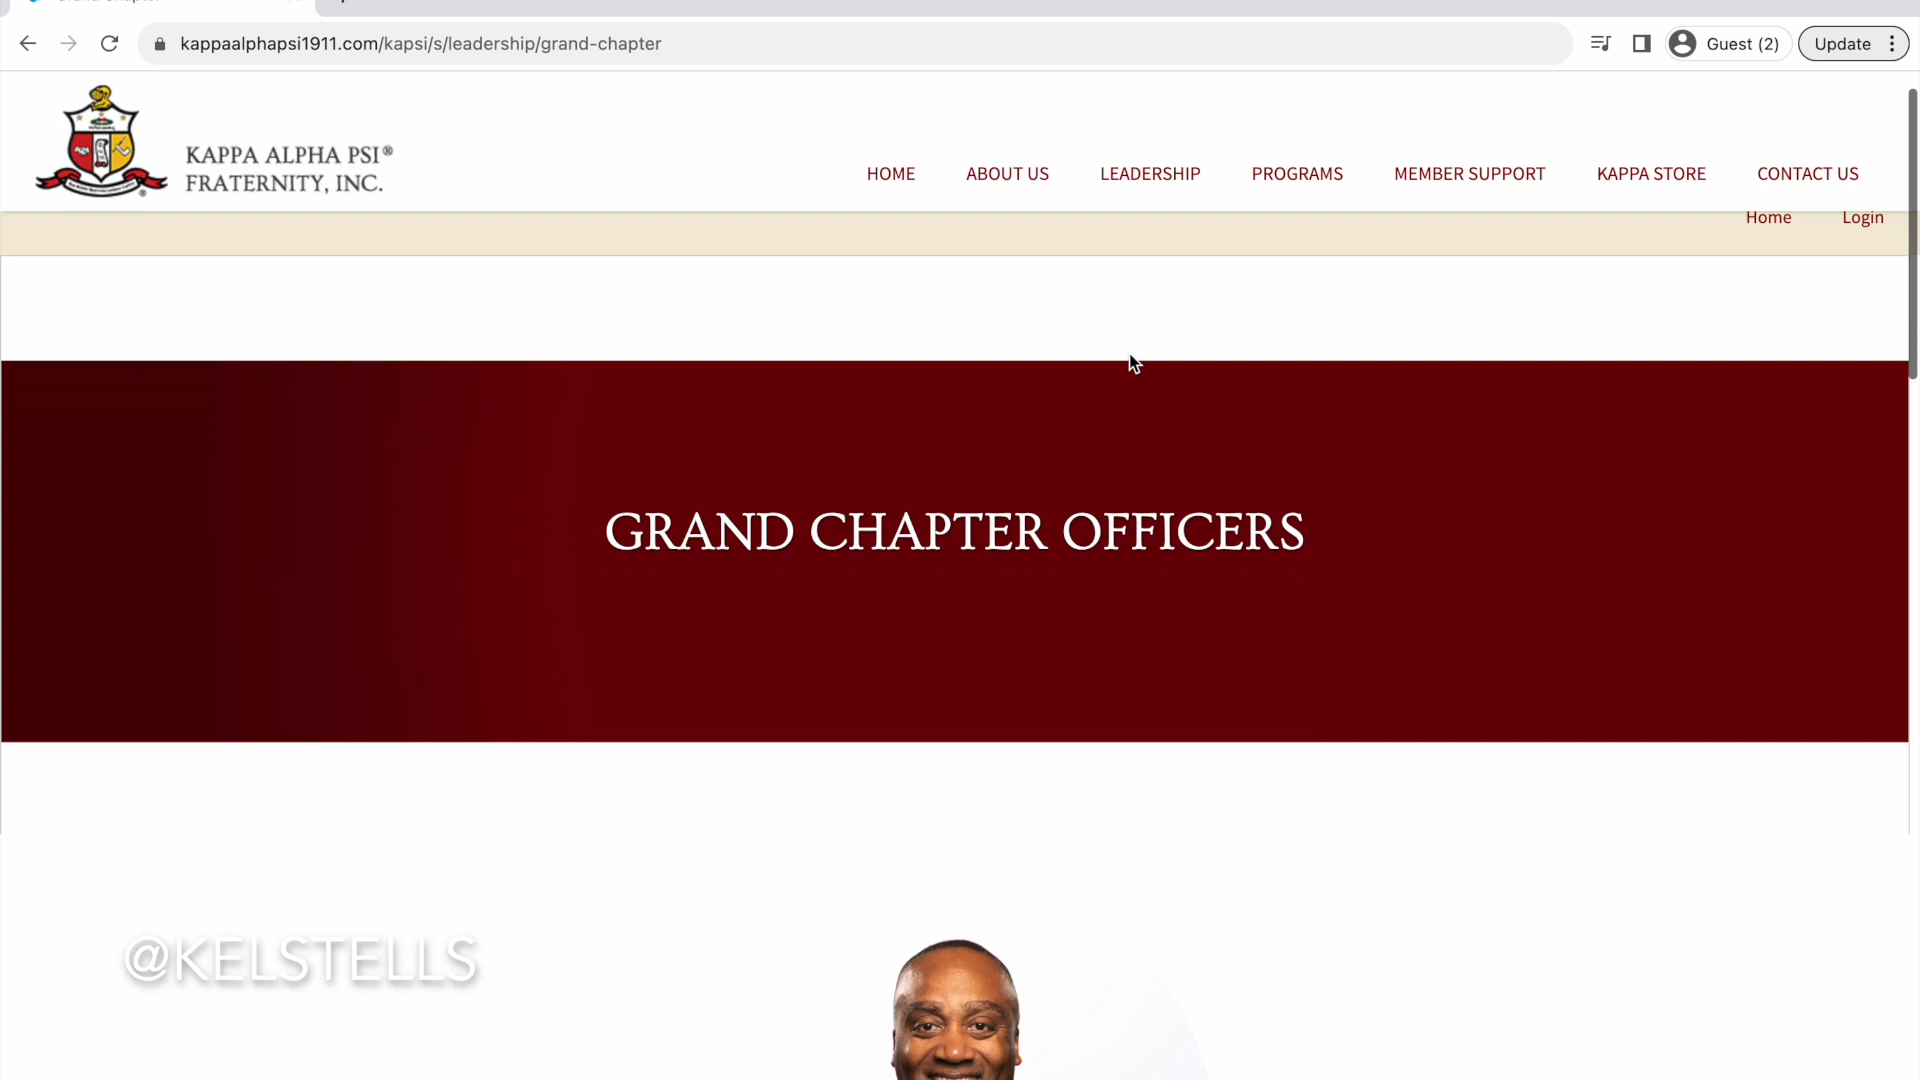 kappaalphapsi1911.com/kapsi/s/leadership/grand-chapter
Guest (2)
Update
KAPPA ALPHA PSI®
FRATERNITY, INC.
HOME ABOUT US LEADERSHIP PROGRAMS MEMBER SUPPORT KAPPA STORE CONTACT US
Home Login
GRAND CHAPTER OFFICERS
@KELSTELLS